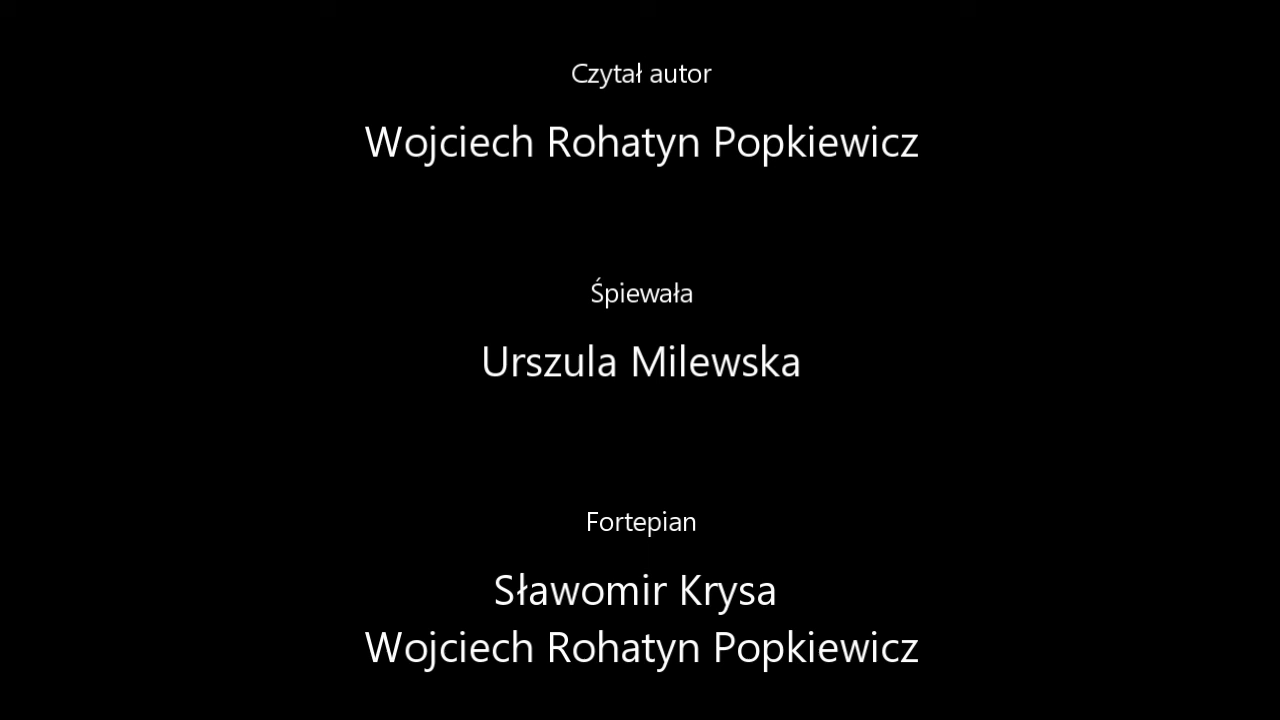 Czytał autor
Wojciech Rohatyn Popkiewicz
Śpiewała
Urszula Milewska
Fortepian
Sławomir Krysa
Wojciech Rohatyn Popkiewicz